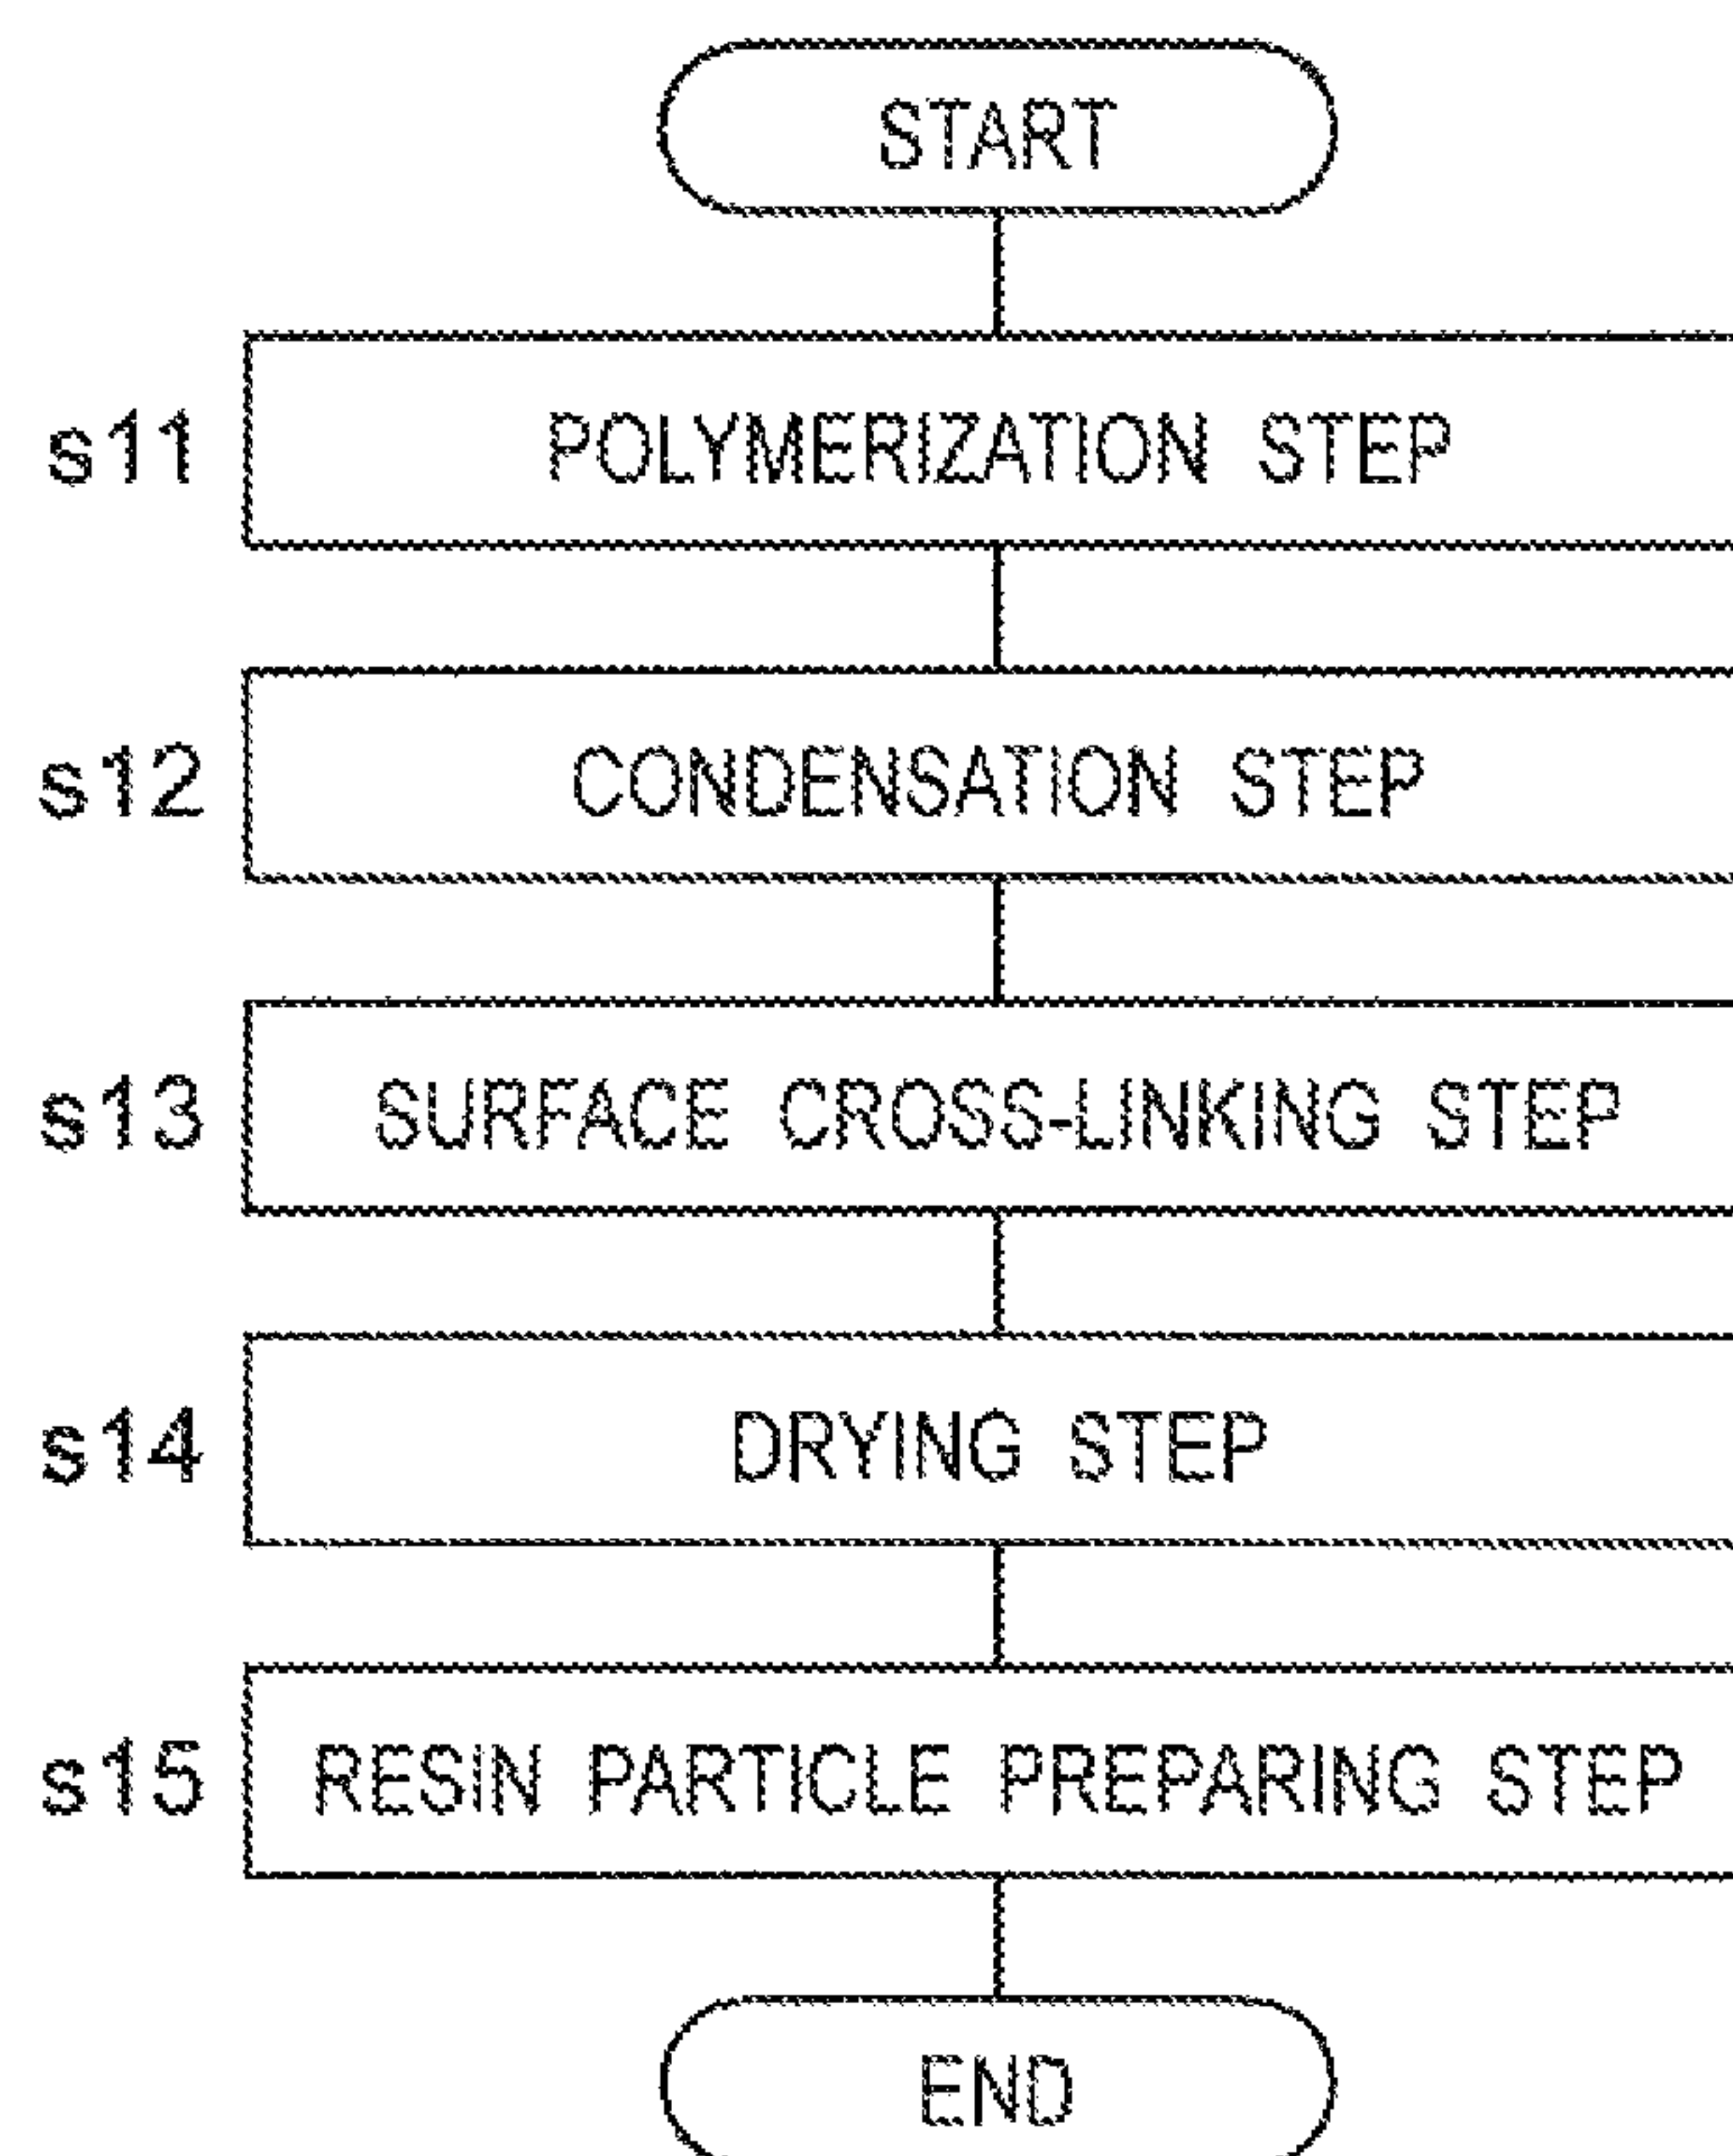 START
s11 POLYMERIZATION STEP
s12 CONDENSATION STEP
s13 SURFACE CROSS-LINKING STEP
s14 DRYING STEP
s15 RESIN PARTICLE PREPARING STEP
END